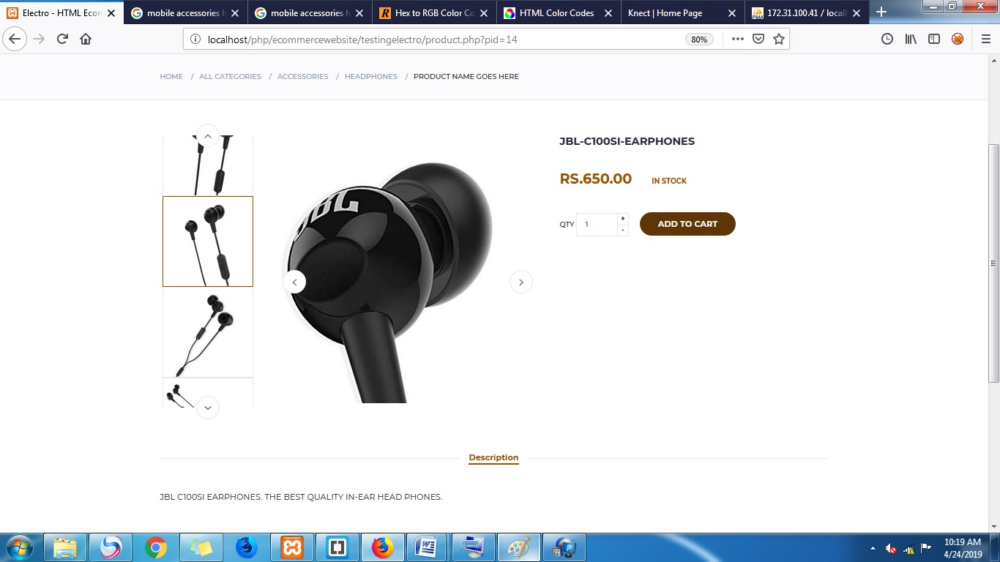 Electro - HTML Econ
mobile accessories h
mobile accessories h
Hex to RGB Color Co
HTML Color Codes
Knect | Home Page
172.31.100.41 / localh
localhost/php/ecommercewebsite/testingelectro/product.php?pid=14
80%
HOME / ALL CATEGORIES / ACCESSORIES / HEADPHONES / PRODUCT NAME GOES HERE
JBL-C100SI-EARPHONES
RS.650.00 IN STOCK
QTY 1 + -
ADD TO CART
JBL
Description
JBL C100SI EARPHONES. THE BEST QUALITY IN-EAR HEAD PHONES.
10:19 AM
4/24/2019